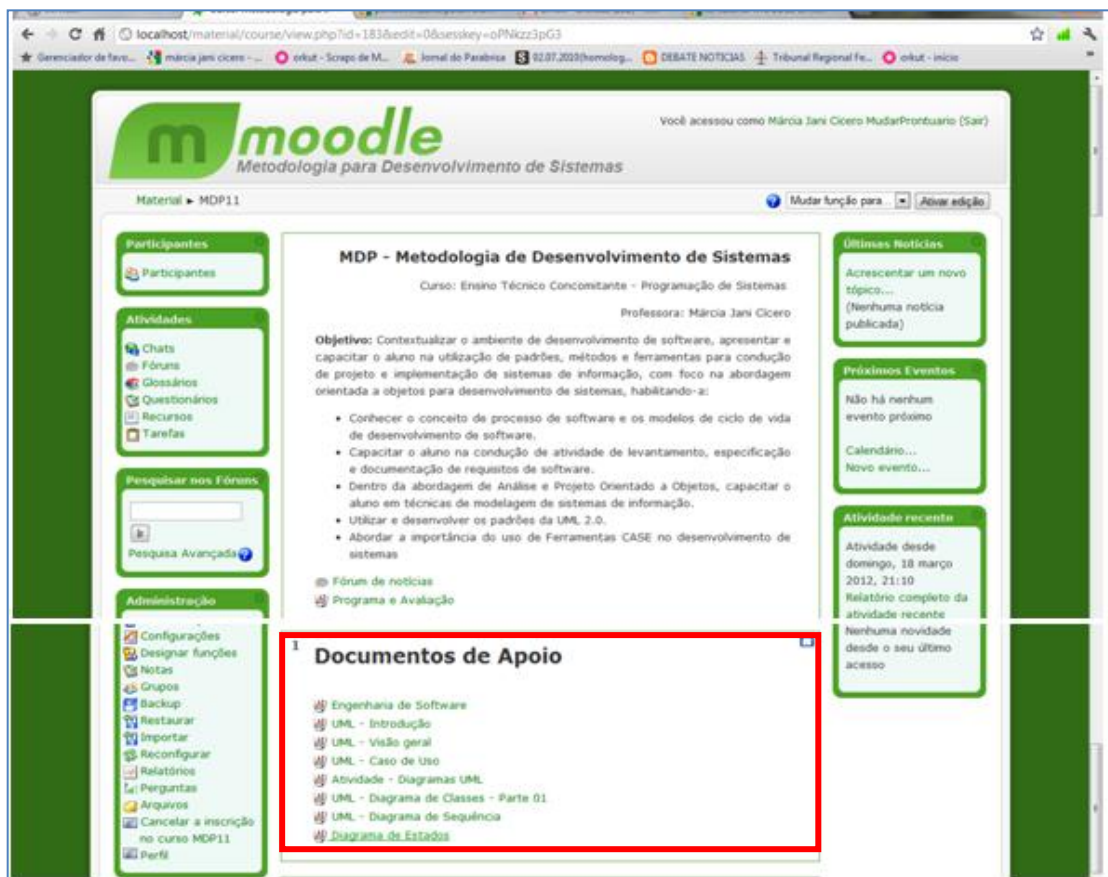 localhost/material/course/view.php?id=183&edit=0&sesskey=oPNkzz3pG3
Gerenciador de favo... márcia jani cicero - ... orkut - Scraps de M... Jornal do Paraíba 02.07.2010(homolog... DEBATE NOTÍCIAS Tribunal Regional Fe... orkut - início
moodle
Metodologia para Desenvolvimento de Sistemas
Você acessou como Márcia Jani Cicero MudarProntuario (Sair)
Material ► MDP11
Mudar função para
Ativar edição
Participantes
Participantes
Atividades
Chats
Fóruns
Glossários
Questionários
Recursos
Tarefas
Pesquisar nos Fóruns
Pesquisa Avançada
Administração
Configurações
Designar funções
Notas
Grupos
Backup
Restaurar
Importar
Reconfigurar
Relatórios
Perguntas
Arquivos
Cancelar a inscrição
no curso MDP11
Perfil
MDP - Metodologia de Desenvolvimento de Sistemas
Curso: Ensino Técnico Concomitante - Programação de Sistemas
Professora: Márcia Jani Cícero
Objetivo: Contextualizar o ambiente de desenvolvimento de software, apresentar e
capacitar o aluno na utilização de padrões, métodos e ferramentas para condução
de projeto e implementação de sistemas de informação, com foco na abordagem
orientada a objetos para desenvolvimento de sistemas, habilitando-a:
• Conhecer o conceito de processo de software e os modelos de ciclo de vida
de desenvolvimento de software.
• Capacitar o aluno na condução de atividade de levantamento, especificação
e documentação de requisitos de software.
• Dentro da abordagem de Análise e Projeto Orientado a Objetos, capacitar o
aluno em técnicas de modelagem de sistemas de informação.
• Utilizar e desenvolver os padrões da UML 2.0.
• Abordar a importância do uso de Ferramentas CASE no desenvolvimento de
sistemas
Fórum de notícias
Programa e Avaliação
1
Documentos de Apoio
Engenharia de Software
UML - Introdução
UML - Visão geral
UML - Caso de Uso
Atividade - Diagramas UML
UML - Diagrama de Classes - Parte 01
UML - Diagrama de Sequência
Diagrama de Estados
Últimas Notícias
Acrescentar um novo
tópico...
(Nenhuma notícia
publicada)
Próximos Eventos
Não há nenhum
evento próximo
Calendário...
Novo evento...
Atividade recente
Atividade desde
domingo, 18 março
2012, 21:10
Relatório completo da
atividade recente
Nenhuma novidade
desde o seu último
acesso